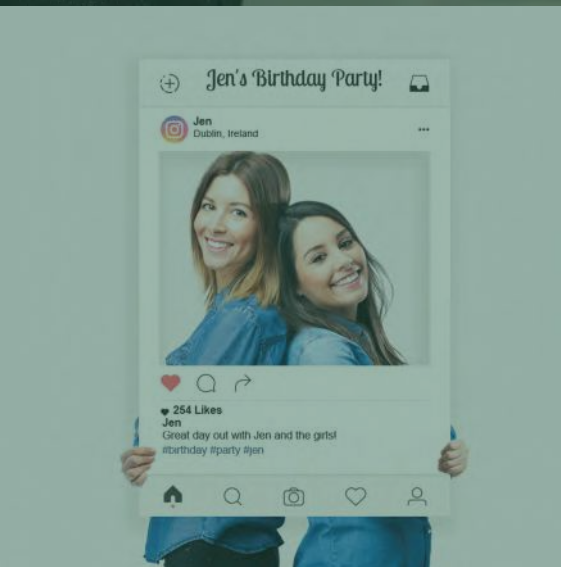 Jen's Birthday Party!
Jen
Dublin, Ireland
254 Likes
Jen
Great day out with Jen and the girls!
#birthday #party #jen